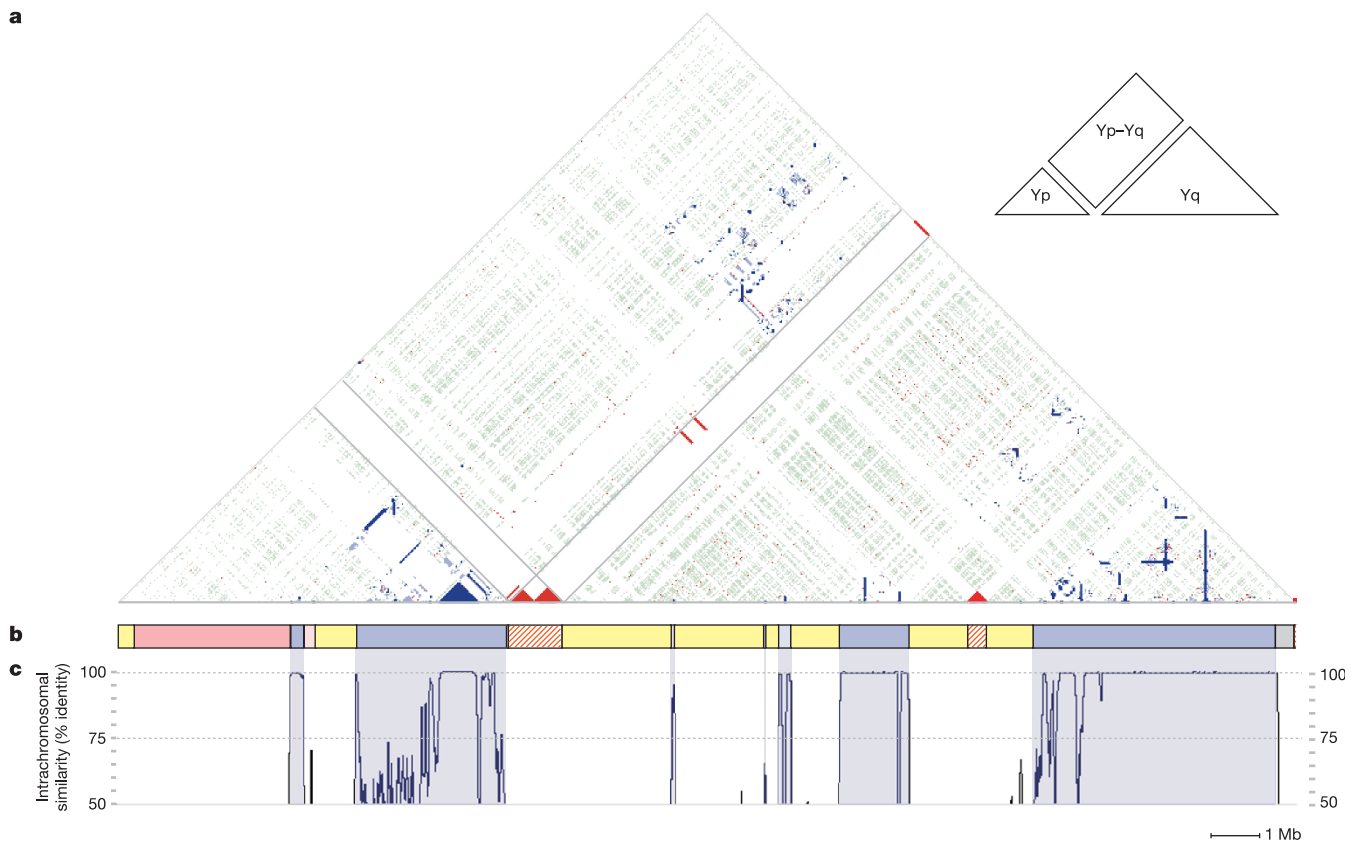 a
Yp–Yq
Yp
Yq
b
c
100
75
50
Intrachromosomal
similarity (% identity)
100
75
50
1 Mb